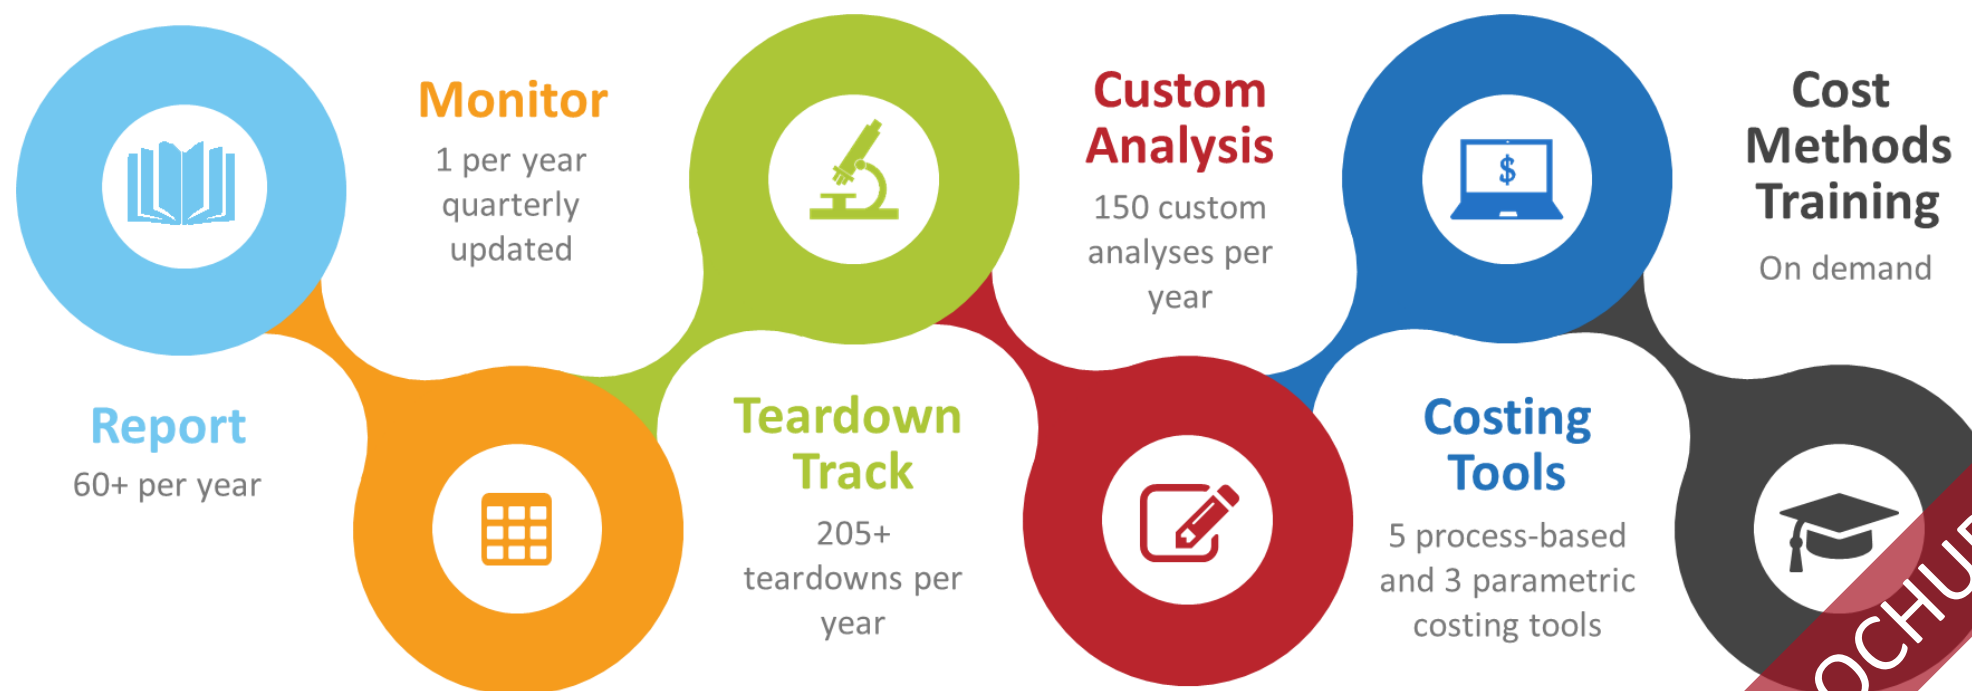 Report
60+ per year
Monitor
1 per year
quarterly
updated
Teardown
Track
205+
teardowns per
year
Custom
Analysis
150 custom
analyses per
year
$
Costing
Tools
5 process-based
and 3 parametric
costing tools
Cost
Methods
Training
On demand